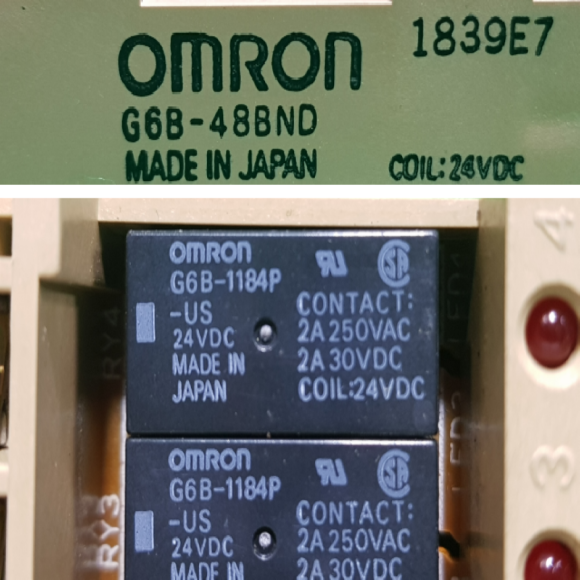 OMRON
1839E7
G6B-48BND
MADE IN JAPAN
COIL: 24VDC
OMRON
G6B-1184P
-US
24VDC
MADE IN
JAPAN
CONTACT:
2A 250VAC
2A 30VDC
COIL:24VDC
RY4
4
OMRON
G6B-1184P
-US
24VDC
MADE IN
CONTACT:
2A 250VAC
2A 30VDC
RY3
3